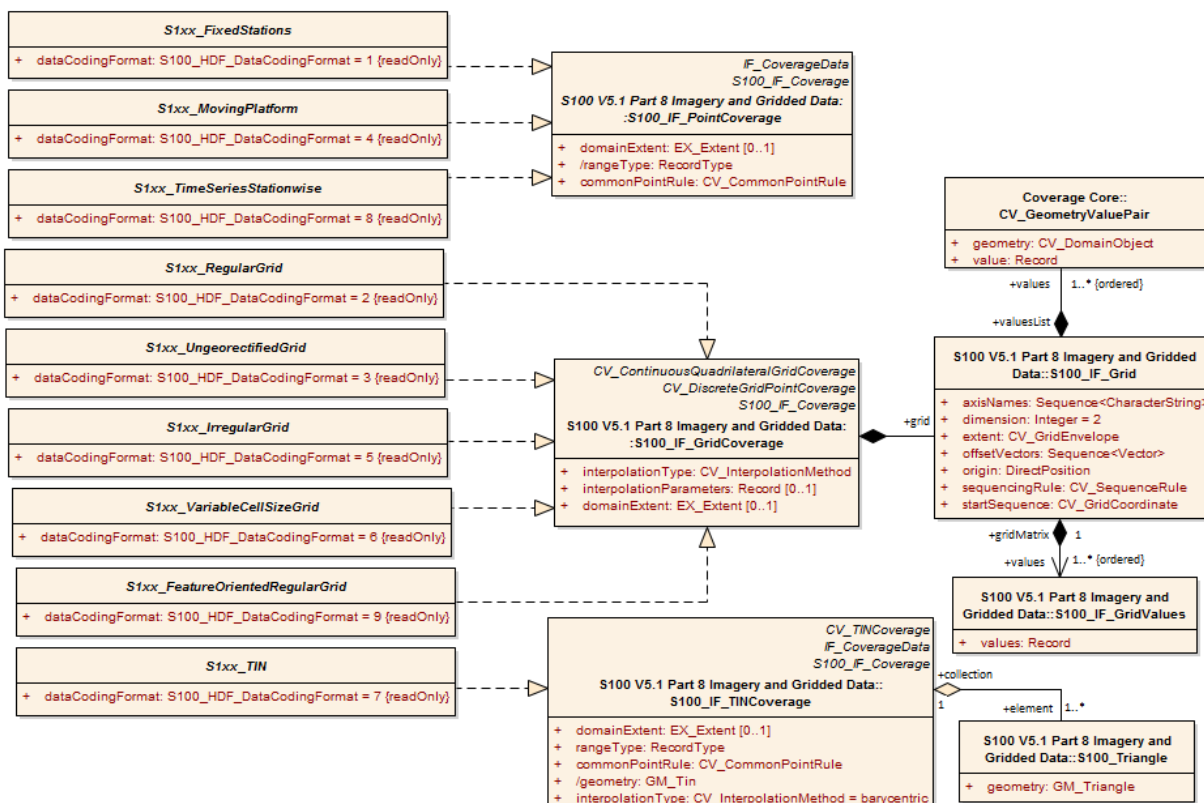 S1xx_FixedStations
+ dataCodingFormat: S100_HDF_DataCodingFormat = 1 {readOnly}
S1xx_MovingPlatform
+ dataCodingFormat: S100_HDF_DataCodingFormat = 4 {readOnly}
S1xx_TimeSeriesStationwise
+ dataCodingFormat: S100_HDF_DataCodingFormat = 8 {readOnly}
S1xx_RegularGrid
+ dataCodingFormat: S100_HDF_DataCodingFormat = 2 {readOnly}
S1xx_UngeorectifiedGrid
+ dataCodingFormat: S100_HDF_DataCodingFormat = 3 {readOnly}
S1xx_IrregularGrid
+ dataCodingFormat: S100_HDF_DataCodingFormat = 5 {readOnly}
S1xx_VariableCellSizeGrid
+ dataCodingFormat: S100_HDF_DataCodingFormat = 6 {readOnly}
S1xx_FeatureOrientedRegularGrid
+ dataCodingFormat: S100_HDF_DataCodingFormat = 9 {readOnly}
S1xx_TIN
+ dataCodingFormat: S100_HDF_DataCodingFormat = 7 {readOnly}
IF_CoverageData
S100_IF_Coverage
S100 V5.1 Part 8 Imagery and Gridded Data:
:S100_IF_PointCoverage
+ domainExtent: EX_Extent [0..1]
+ /rangeType: RecordType
+ commonPointRule: CV_CommonPointRule
CV_ContinuousQuadrilateralGridCoverage
CV_DiscreteGridPointCoverage
S100_IF_Coverage
S100 V5.1 Part 8 Imagery and Gridded Data:
:S100_IF_GridCoverage
+ interpolationType: CV_InterpolationMethod
+ interpolationParameters: Record [0..1]
+ domainExtent: EX_Extent [0..1]
+grid
CV_TINCoverage
IF_CoverageData
S100_IF_Coverage
S100 V5.1 Part 8 Imagery and Gridded Data::
S100_IF_TINCoverage
+ domainExtent: EX_Extent [0..1]
+ rangeType: RecordType
+ commonPointRule: CV_CommonPointRule
+ /geometry: GM_Tin
+ interpolationType: CV_InterpolationMethod = barycentric
Coverage Core::
CV_GeometryValuePair
+ geometry: CV_DomainObject
+ value: Record
+values 1..* {ordered}
+valuesList
S100 V5.1 Part 8 Imagery and Gridded
Data::S100_IF_Grid
+ axisNames: Sequence<CharacterString>
+ dimension: Integer = 2
+ extent: CV_GridEnvelope
+ offsetVectors: Sequence<Vector>
+ origin: DirectPosition
+ sequencingRule: CV_SequenceRule
+ startSequence: CV_GridCoordinate
+gridMatrix 1
+values 1..* {ordered}
S100 V5.1 Part 8 Imagery and
Gridded Data::S100_IF_GridValues
+ values: Record
+collection
1
+element 1..*
S100 V5.1 Part 8 Imagery and
Gridded Data::S100_Triangle
+ geometry: GM_Triangle